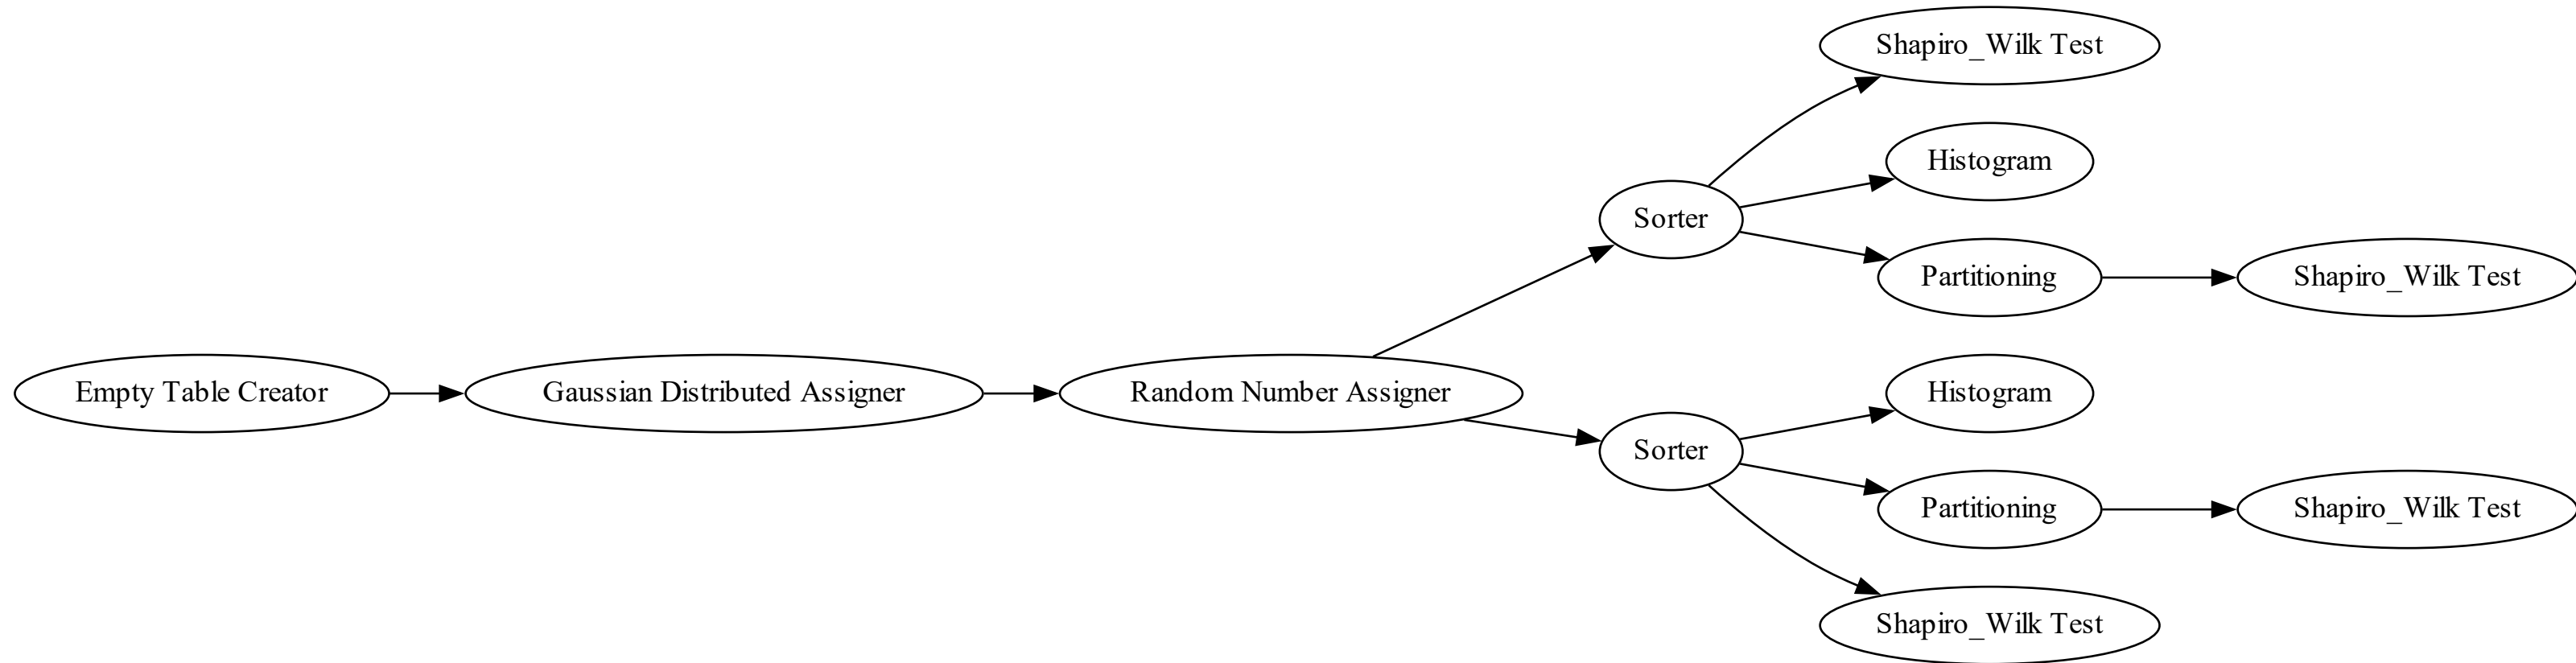 Shapiro_Wilk Test
Histogram
Sorter
Partitioning
Shapiro_Wilk Test
Empty Table Creator
Gaussian Distributed Assigner
Random Number Assigner
Histogram
Sorter
Partitioning
Shapiro_Wilk Test
Shapiro_Wilk Test